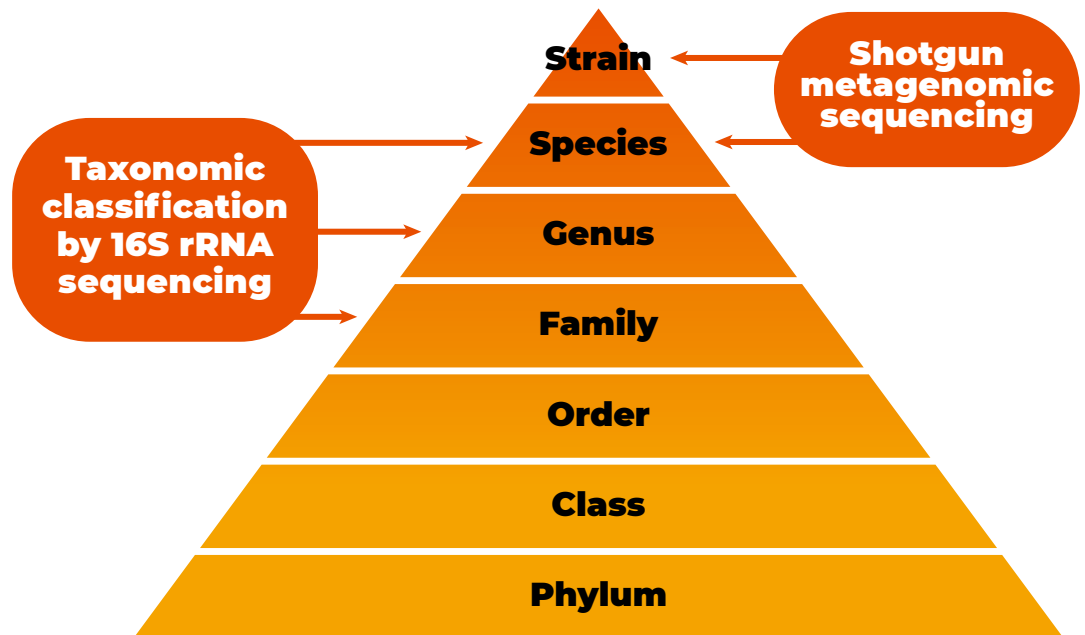 Strain
Shotgun
metagenomic
sequencing
Species
Taxonomic
classification
by 16S rRNA
sequencing
Genus
Family
Order
Class
Phylum